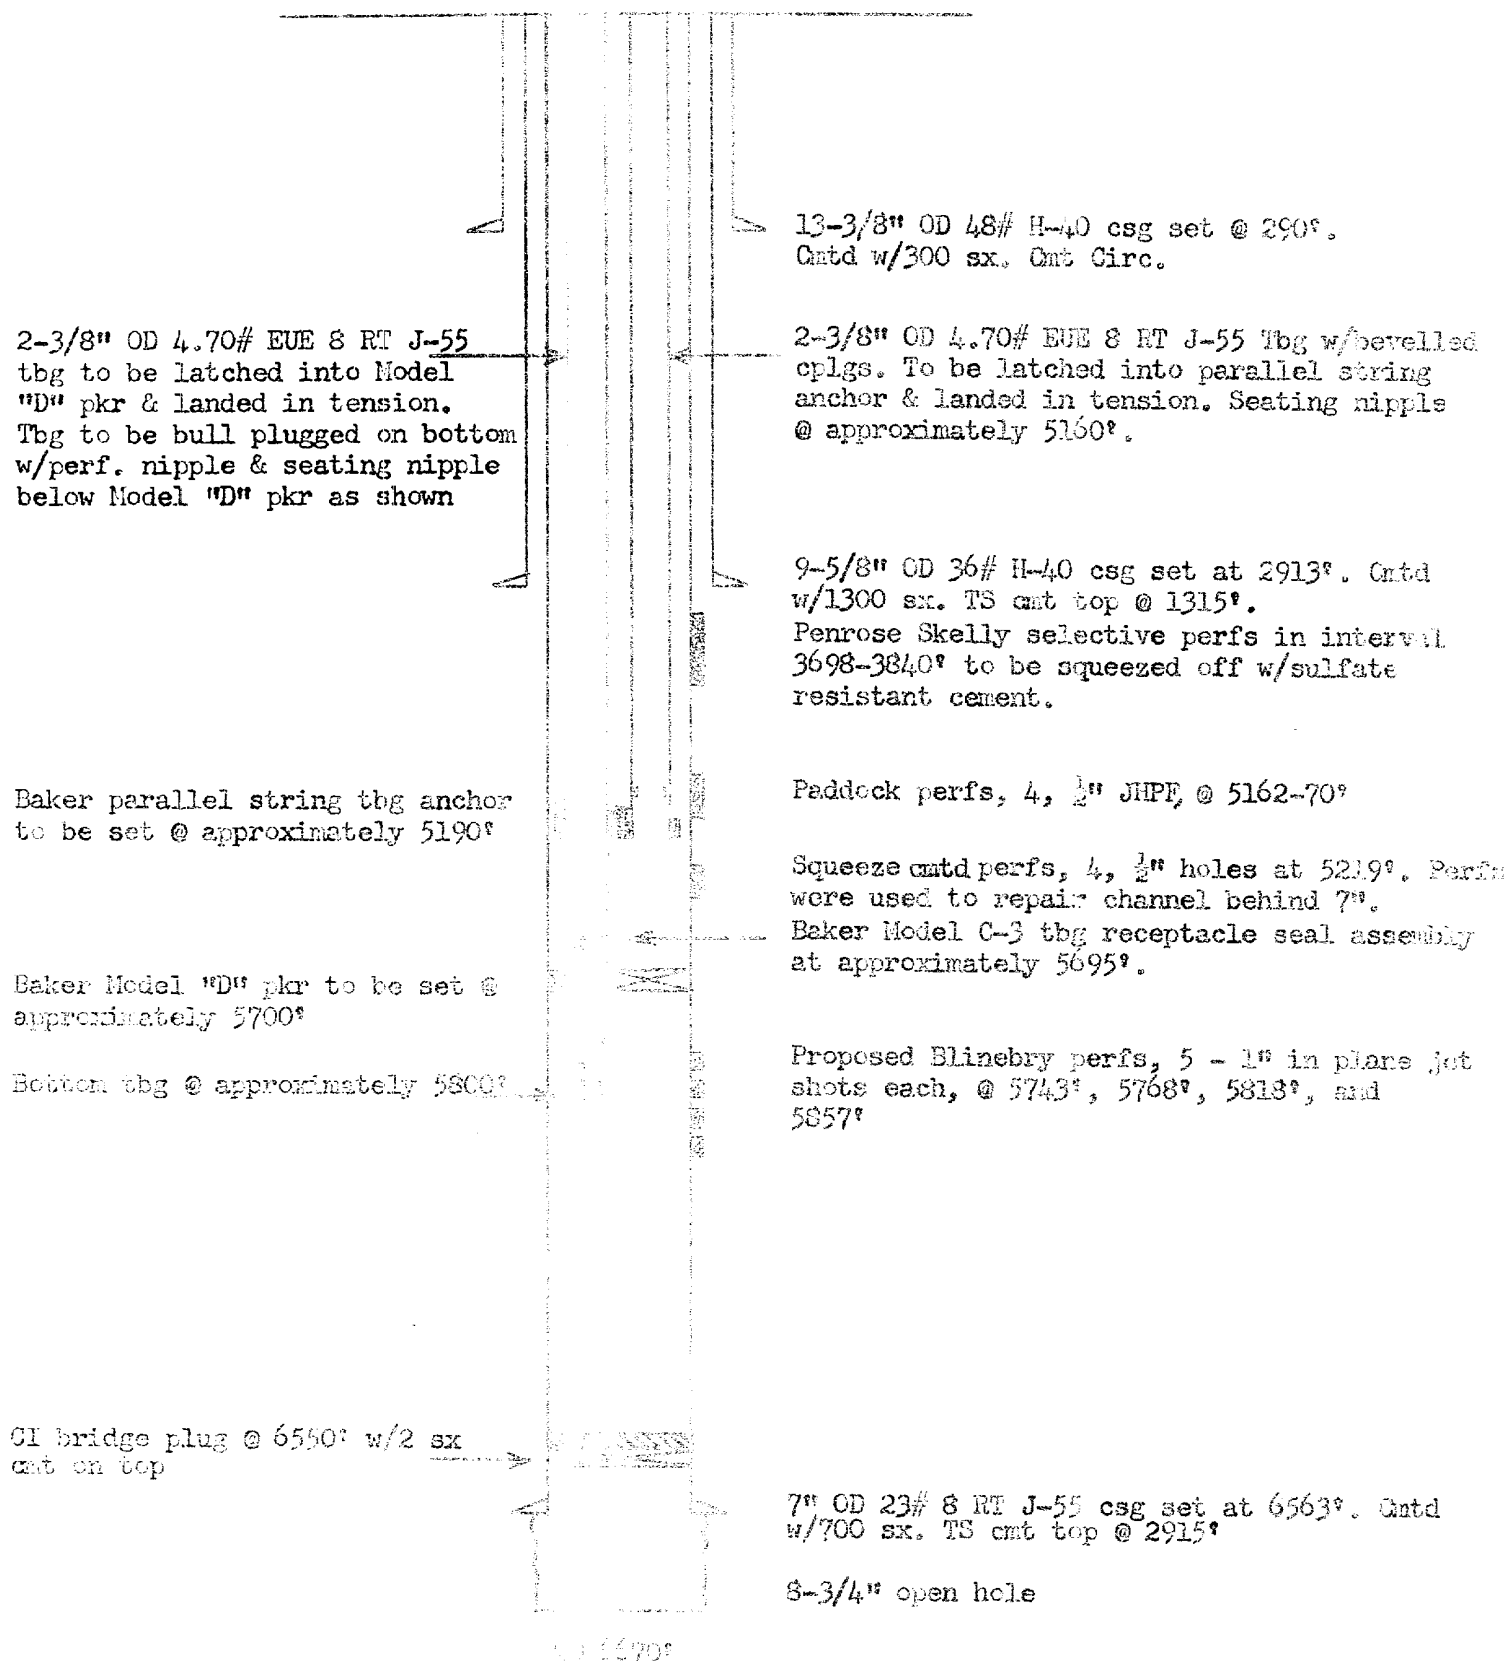 13-3/8" OD 48# H-40 csg set @ 290'.
Cmtd w/300 sx. Cmt Circ.
2-3/8" OD 4.70# EUE 8 RT J-55
tbg to be latched into Model
"D" pkr & landed in tension.
Tbg to be bull plugged on bottom
w/perf. nipple & seating nipple
below Model "D" pkr as shown
2-3/8" OD 4.70# EUE 8 RT J-55 Tbg w/bevelled
cplgs. To be latched into parallel string
anchor & landed in tension. Seating nipple
@ approximately 5160'.
9-5/8" OD 36# H-40 csg set at 2913'. Cmtd
w/1300 sx. TS cmt top @ 1315'.
Penrose Skelly selective perfs in interval
3698-3840' to be squeezed off w/sulfate
resistant cement.
Baker parallel string tbg anchor
to be set @ approximately 5190'
Paddock perfs, 4, ½" JHPF, @ 5162-70'
Squeeze cmtd perfs, 4, ½" holes at 5219'. Perfs
were used to repair channel behind 7".
Baker Model C-3 tbg receptacle seal assembly
at approximately 5695'.
Baker Model "D" pkr to be set @
approximately 5700'
Bottom tbg @ approximately 5800'
Proposed Blinebry perfs, 5 - 1" in plane jet
shots each, @ 5743', 5768', 5818', and
5857'
CI bridge plug @ 6550' w/2 sx
cmt on top
7" OD 23# 8 RT J-55 csg set at 6563'. Cmtd
w/700 sx. TS cmt top @ 2915'
8-3/4" open hole